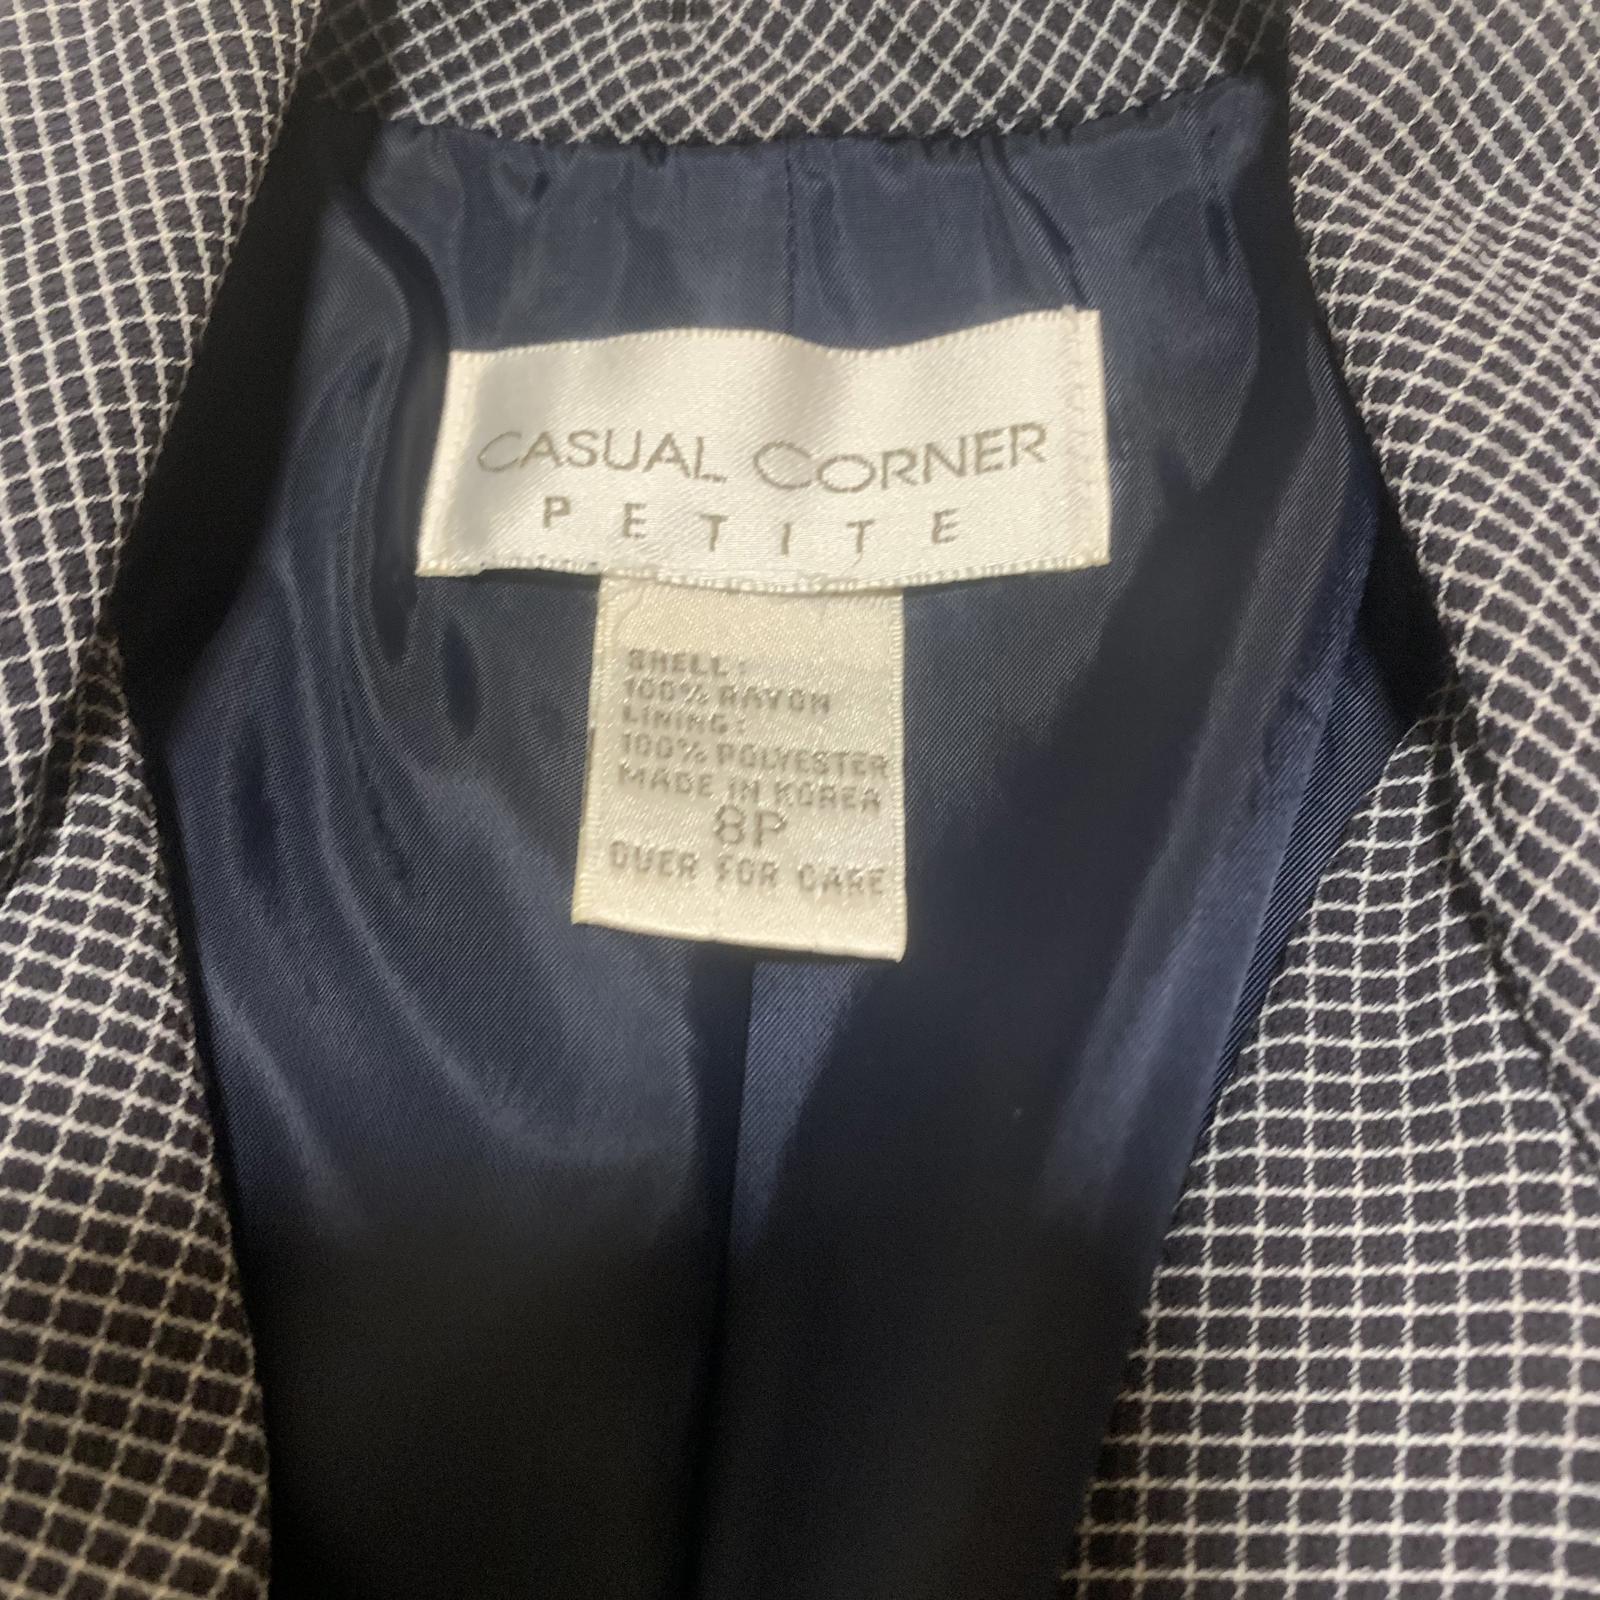 CASUAL CORNER
PETITE
SHELL:
100% RAYON
LINING:
100% POLYESTER
MADE IN KOREA
8P
OVER FOR CARE